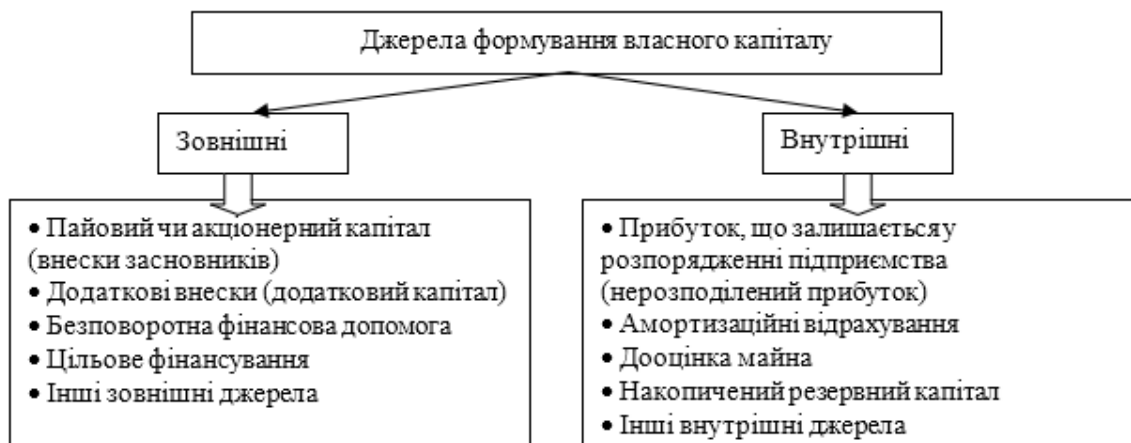 Джерела формування власного капіталу
Зовнішні
• Пайовий чи акціонерний капітал
(внески засновників)
• Додаткові внески (додатковий капітал)
• Безповоротна фінансова допомога
• Цільове фінансування
• Інші зовнішні джерела
Внутрішні
• Прибуток, що залишається у
розпорядженні підприємства
(нерозподілений прибуток)
• Амортизаційні відрахування
• Дооцінка майна
• Накопичений резервний капітал
• Інші внутрішні джерела